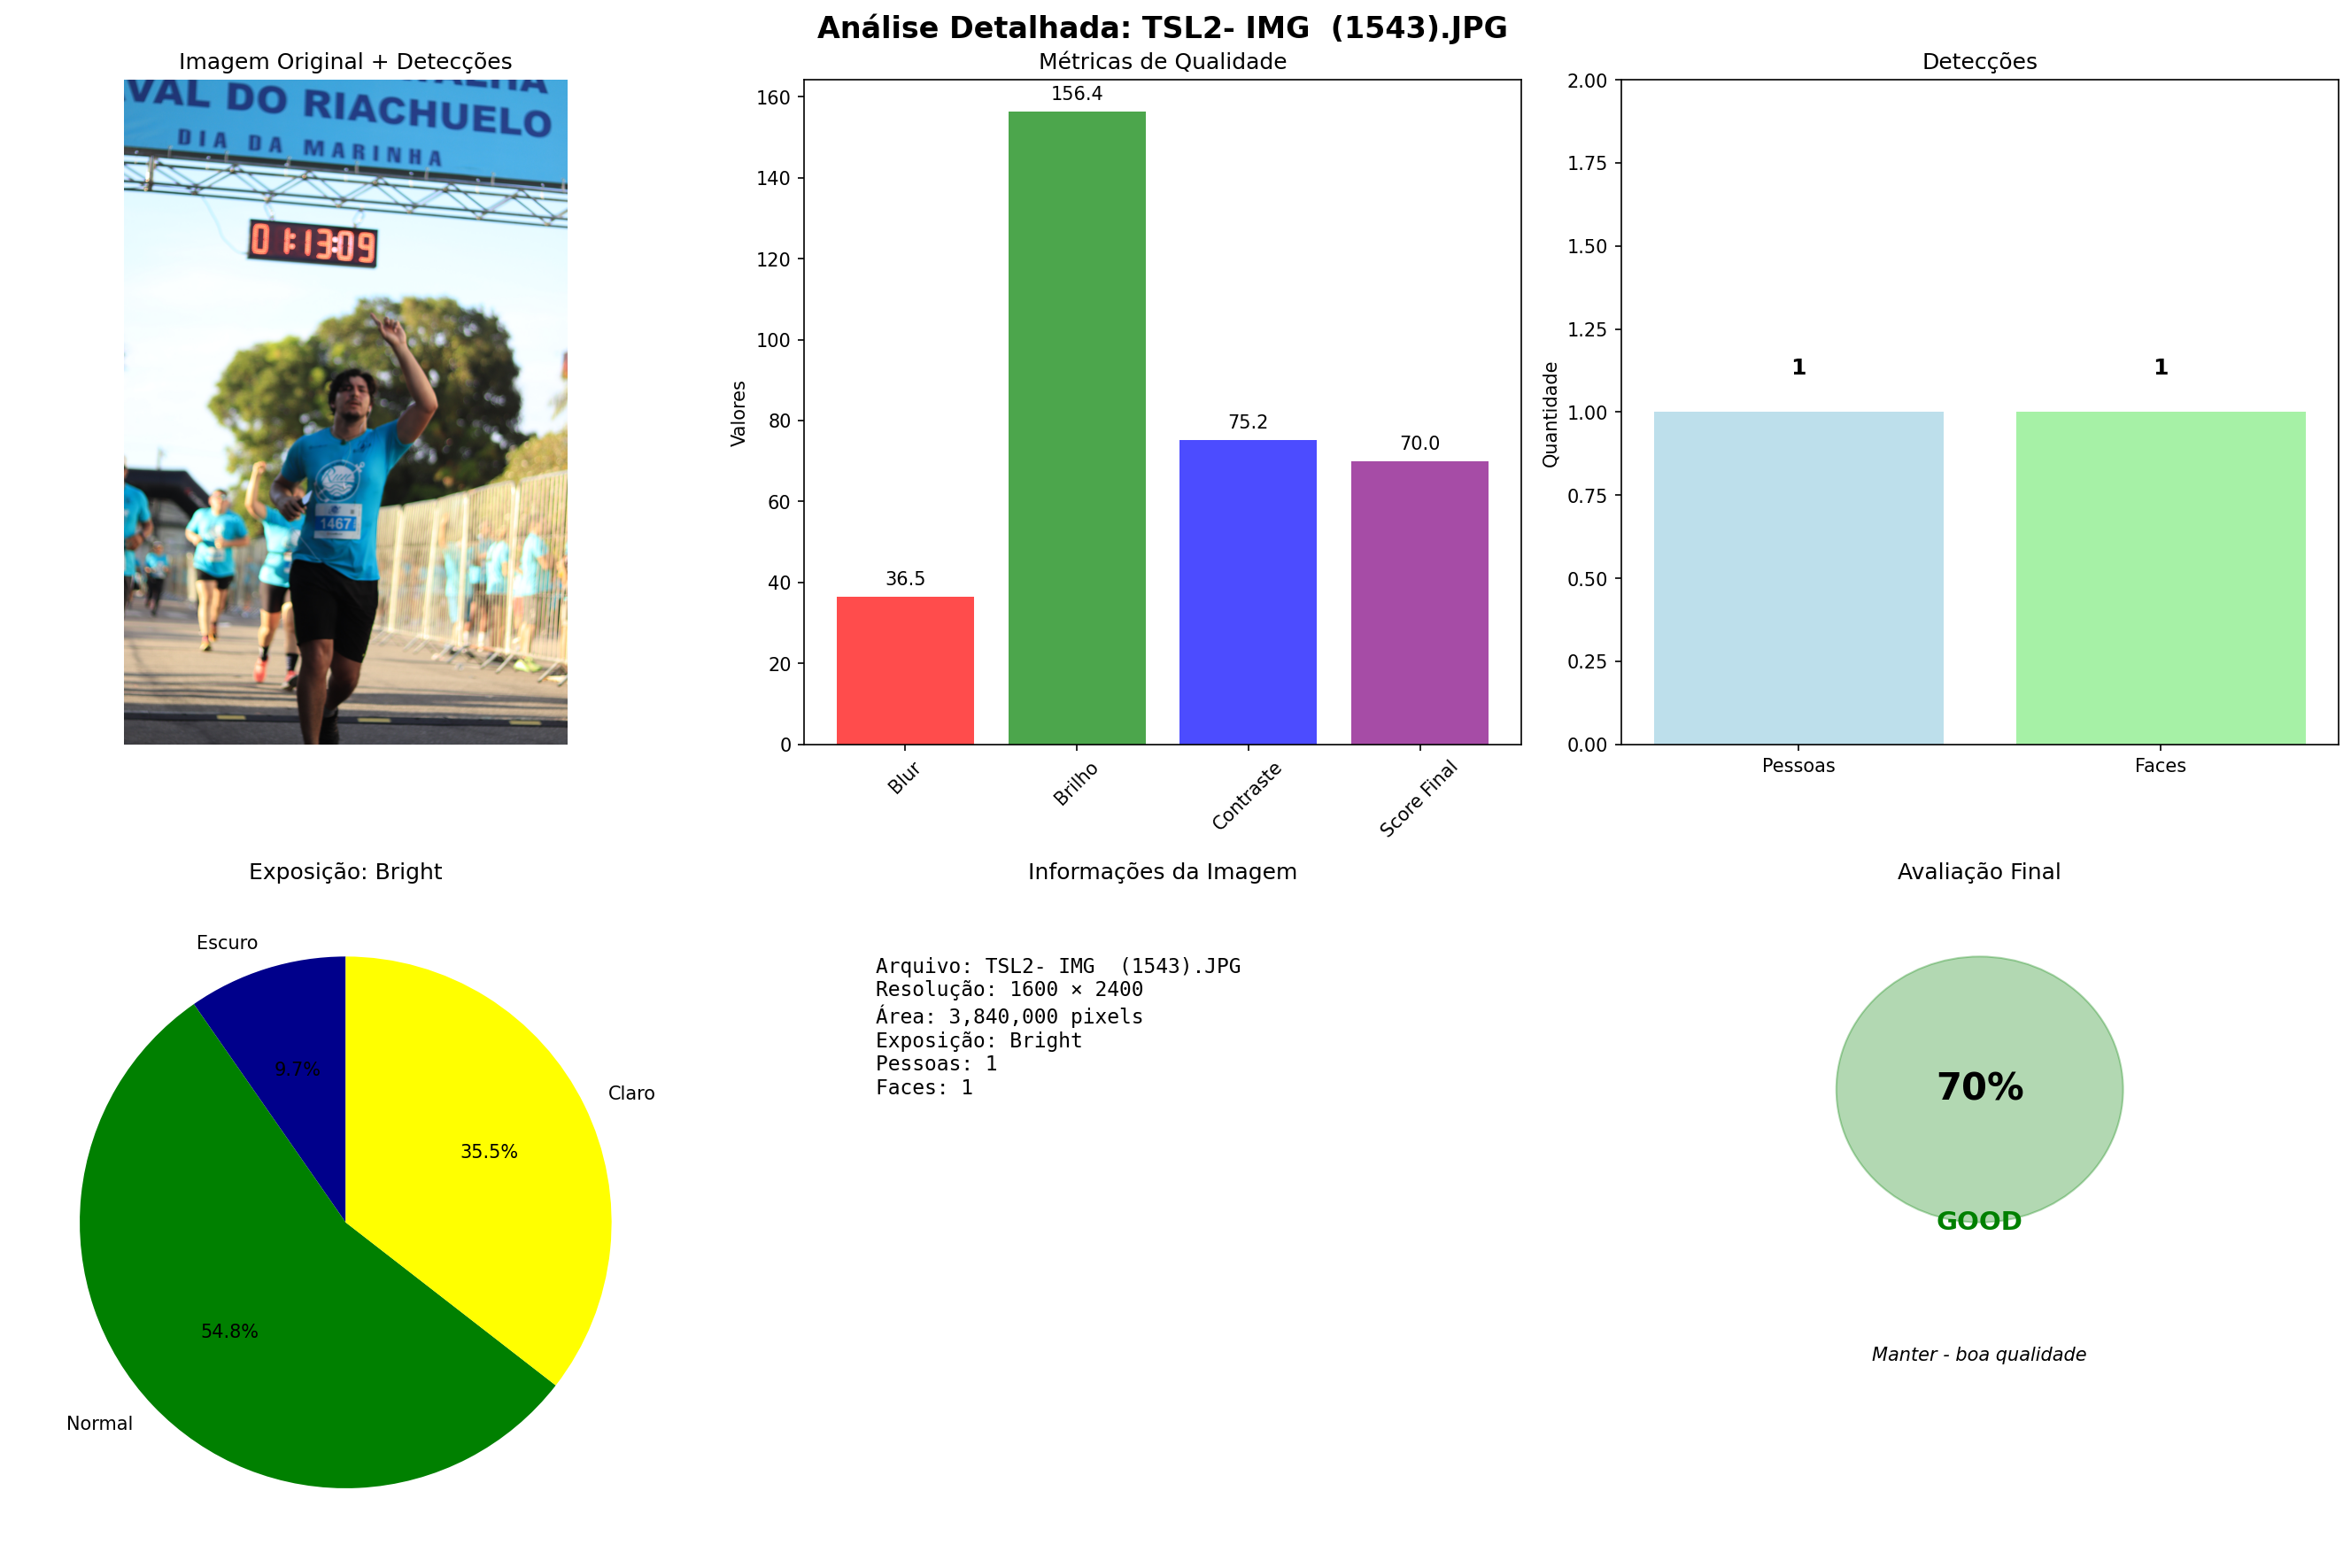 Análise Detalhada: TSL2- IMG  (1543).JPG
Imagem Original + Detecções
VAL DO RIACHUELO
DIA DA MARINHA
01:13:09
1467
Métricas de Qualidade
Valores
160
140
120
100
80
60
40
20
0
36.5
156.4
75.2
70.0
Blur
Brilho
Contraste
Score Final
Detecções
Quantidade
2.00
1.75
1.50
1.25
1.00
0.75
0.50
0.25
0.00
1
1
Pessoas
Faces
Exposição: Bright
Escuro
9.7%
Claro
35.5%
54.8%
Normal
Informações da Imagem
Arquivo: TSL2- IMG  (1543).JPG
Resolução: 1600 × 2400
Área: 3,840,000 pixels
Exposição: Bright
Pessoas: 1
Faces: 1
Avaliação Final
70%
GOOD
Manter - boa qualidade